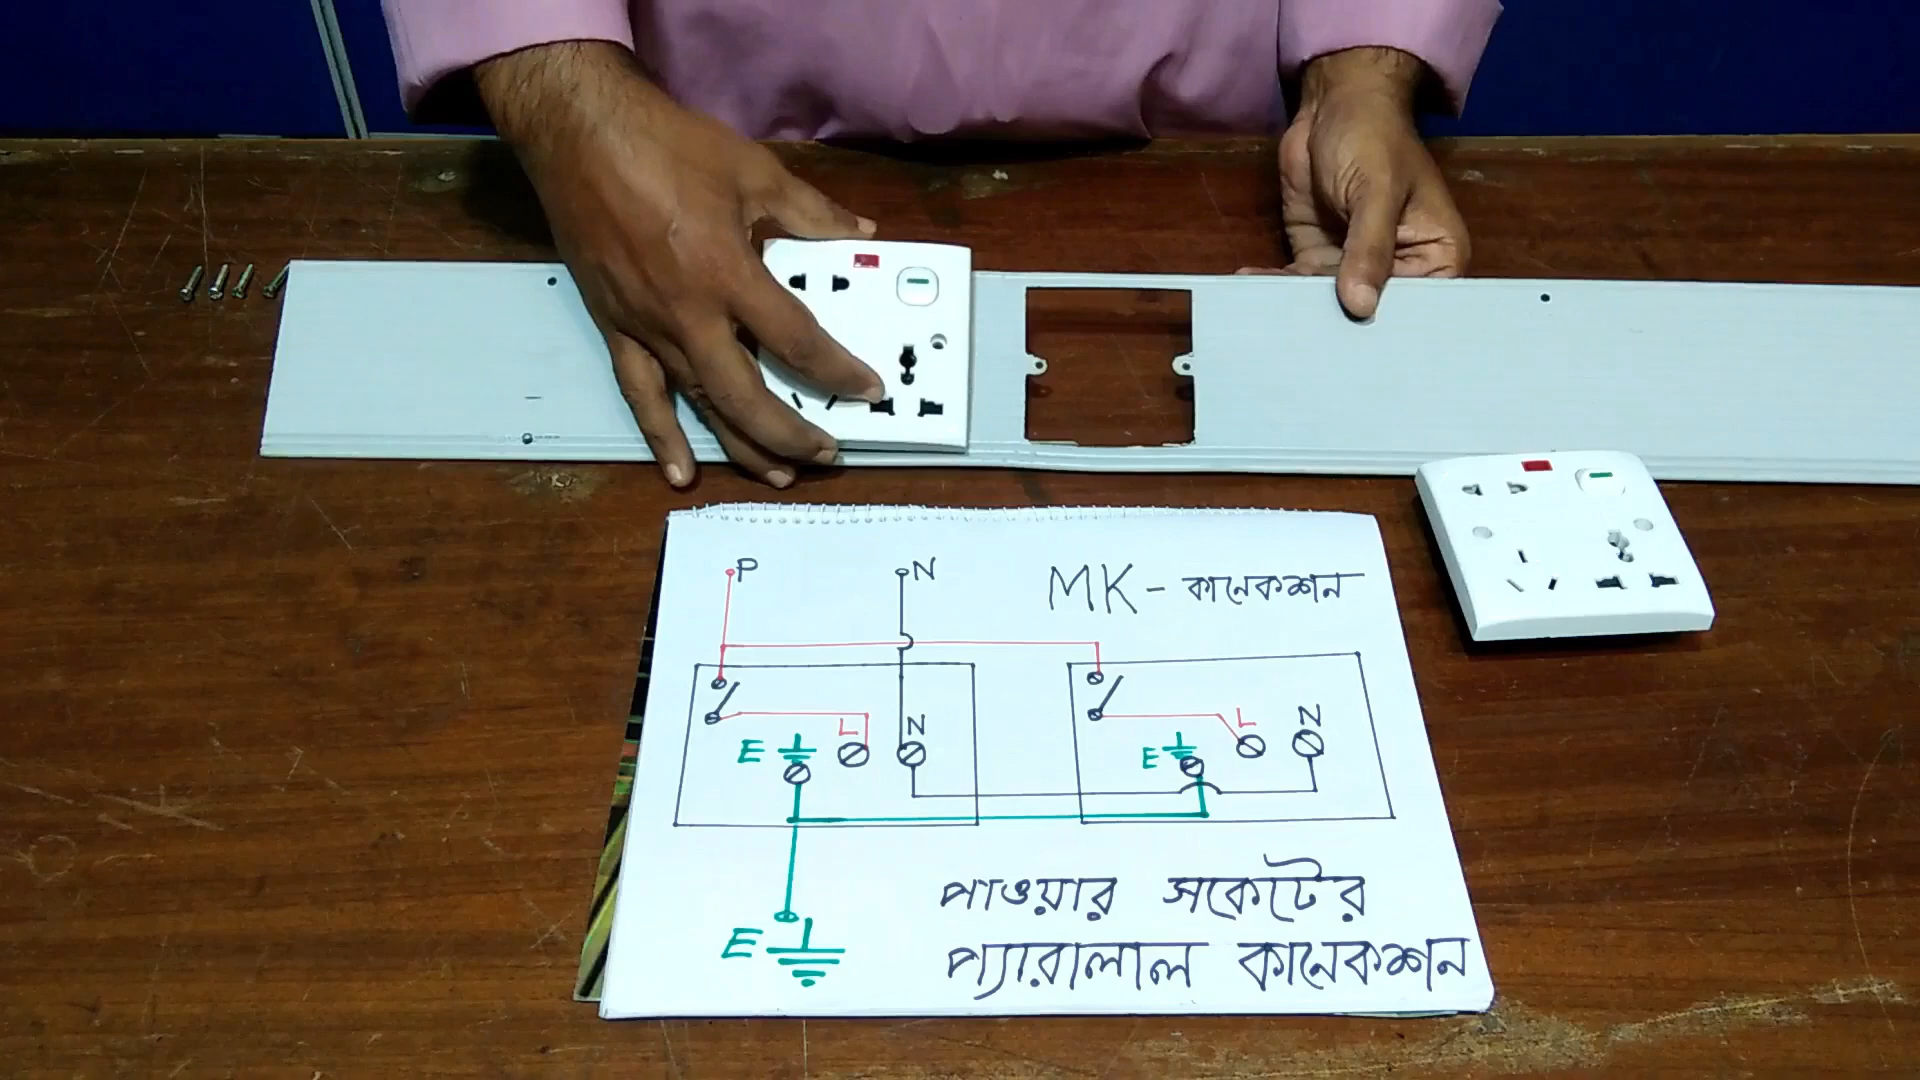 P N
MK - কানেকশন
L N L N
E E
E
পাওয়ার সকেটের
প্যারালাল কানেকশন